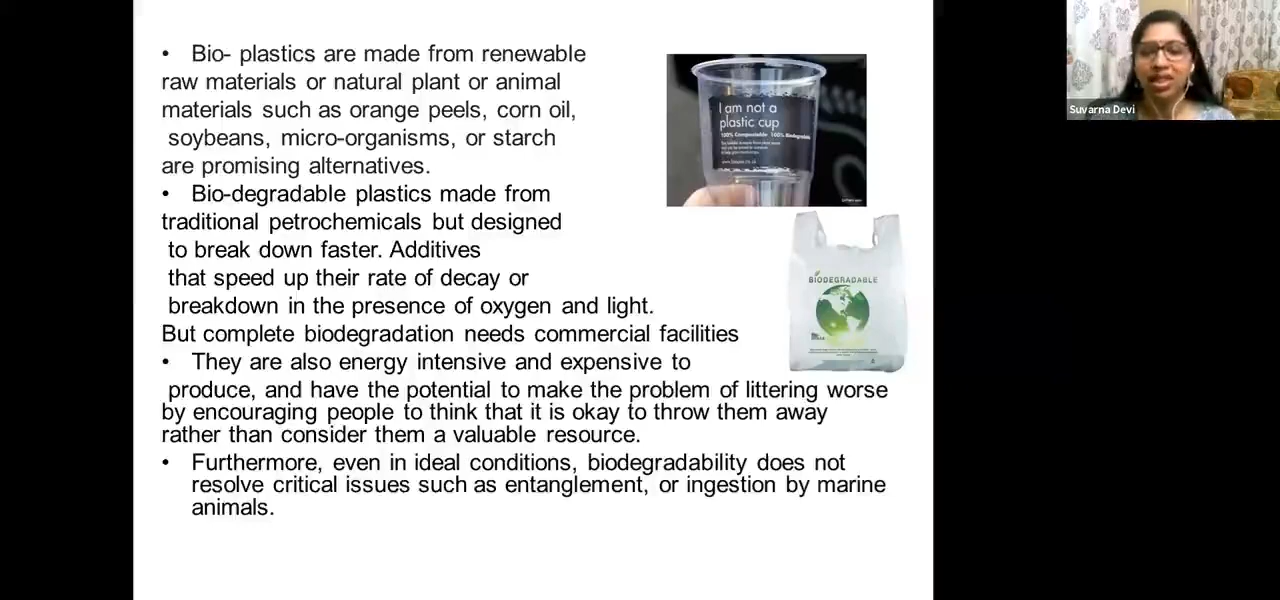 • Bio- plastics are made from renewable
raw materials or natural plant or animal
materials such as orange peels, corn oil,
soybeans, micro-organisms, or starch
are promising alternatives.
• Bio-degradable plastics made from
traditional petrochemicals but designed
to break down faster. Additives
that speed up their rate of decay or
breakdown in the presence of oxygen and light.
But complete biodegradation needs commercial facilities
• They are also energy intensive and expensive to
produce, and have the potential to make the problem of littering worse
by encouraging people to think that it is okay to throw them away
rather than consider them a valuable resource.
• Furthermore, even in ideal conditions, biodegradability does not
resolve critical issues such as entanglement, or ingestion by marine
animals.
I am not a
plastic cup
100% Compostable 100% Biodegradable
BIODEGRADABLE
Suvarna Devi